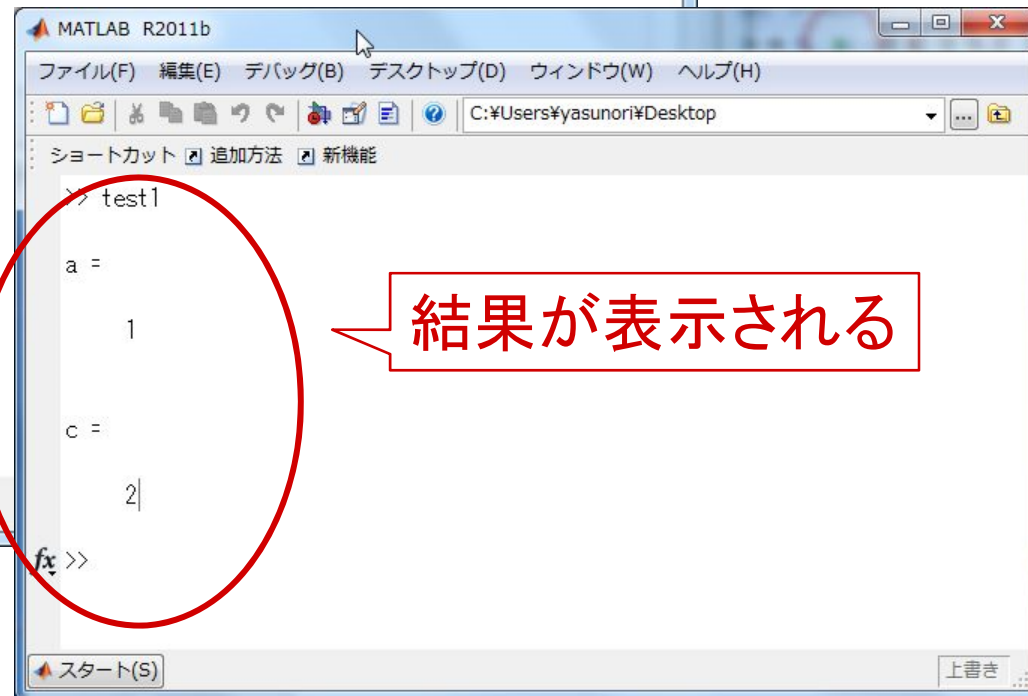 MATLAB R2011b
ファイル(F) 編集(E) デバッグ(B) デスクトップ(D) ウィンドウ(W) ヘルプ(H)
C:¥Users¥yasunori¥Desktop
...
ショートカット 追加方法 新機能
>> test1
a =
1
結果が表示される
c =
2
fx >>
スタート(S)
上書き